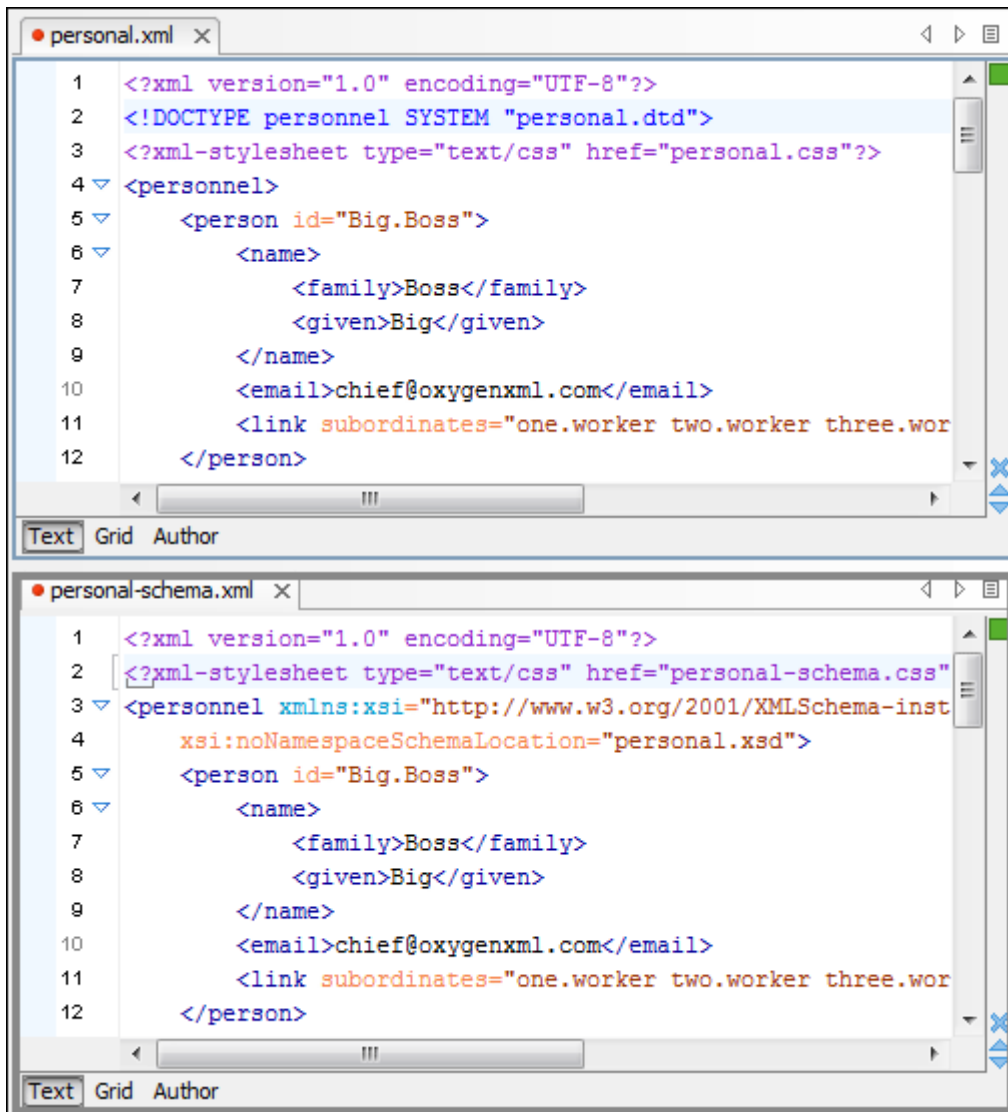 personal.xml
1 <?xml version="1.0" encoding="UTF-8"?>
2 <!DOCTYPE personnel SYSTEM "personal.dtd">
3 <?xml-stylesheet type="text/css" href="personal.css"?>
4 <personnel>
5 <person id="Big.Boss">
6 <name>
7 <family>Boss</family>
8 <given>Big</given>
9 </name>
10 <email>chief@oxygenxml.com</email>
11 <link subordinates="one.worker two.worker three.wor
12 </person>
Text Grid Author
personal-schema.xml
1 <?xml version="1.0" encoding="UTF-8"?>
2 <?xml-stylesheet type="text/css" href="personal-schema.css"
3 <personnel xmlns:xsi="http://www.w3.org/2001/XMLSchema-inst
4 xsi:noNamespaceSchemaLocation="personal.xsd">
5 <person id="Big.Boss">
6 <name>
7 <family>Boss</family>
8 <given>Big</given>
9 </name>
10 <email>chief@oxygenxml.com</email>
11 <link subordinates="one.worker two.worker three.wor
12 </person>
Text Grid Author